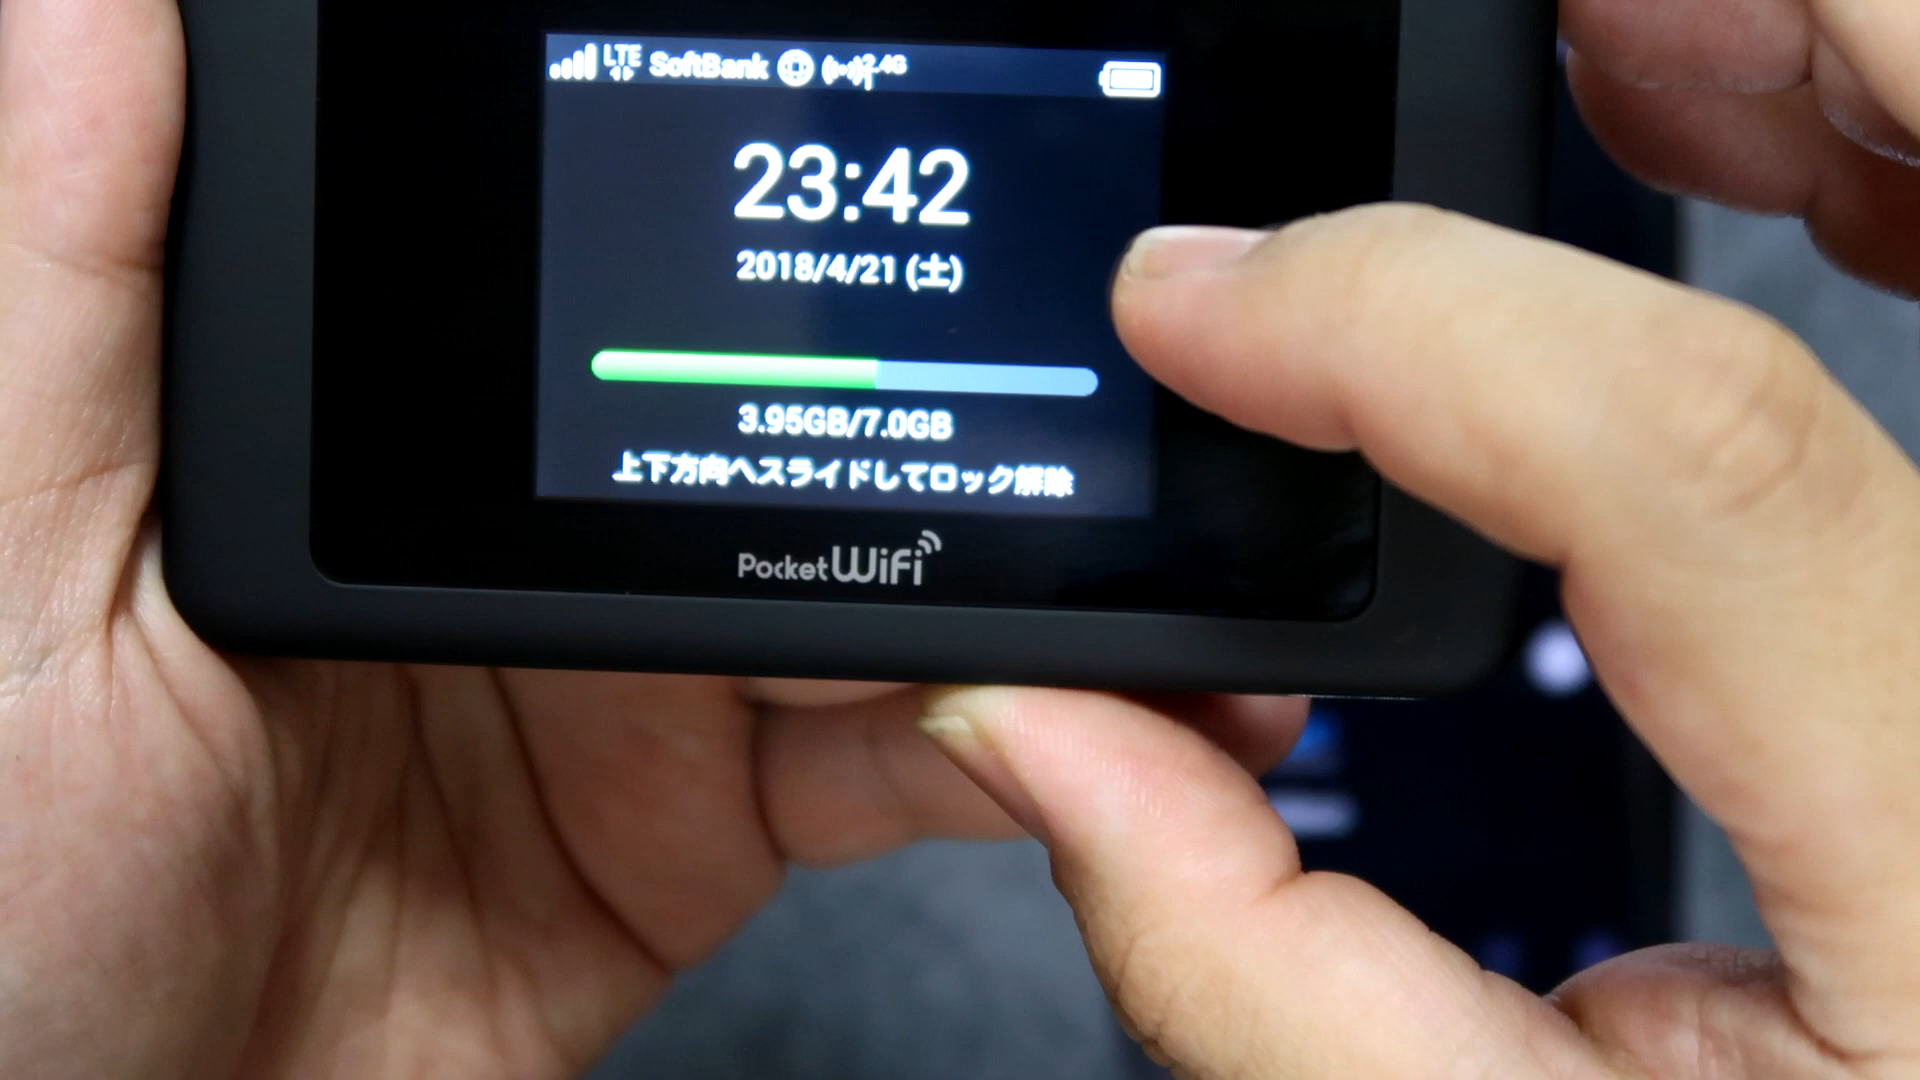 LTE SoftBank 2.4G
23:42
2018/4/21 (土)
3.95GB/7.0GB
上下方向へスライドしてロック解除
Pocket WiFi